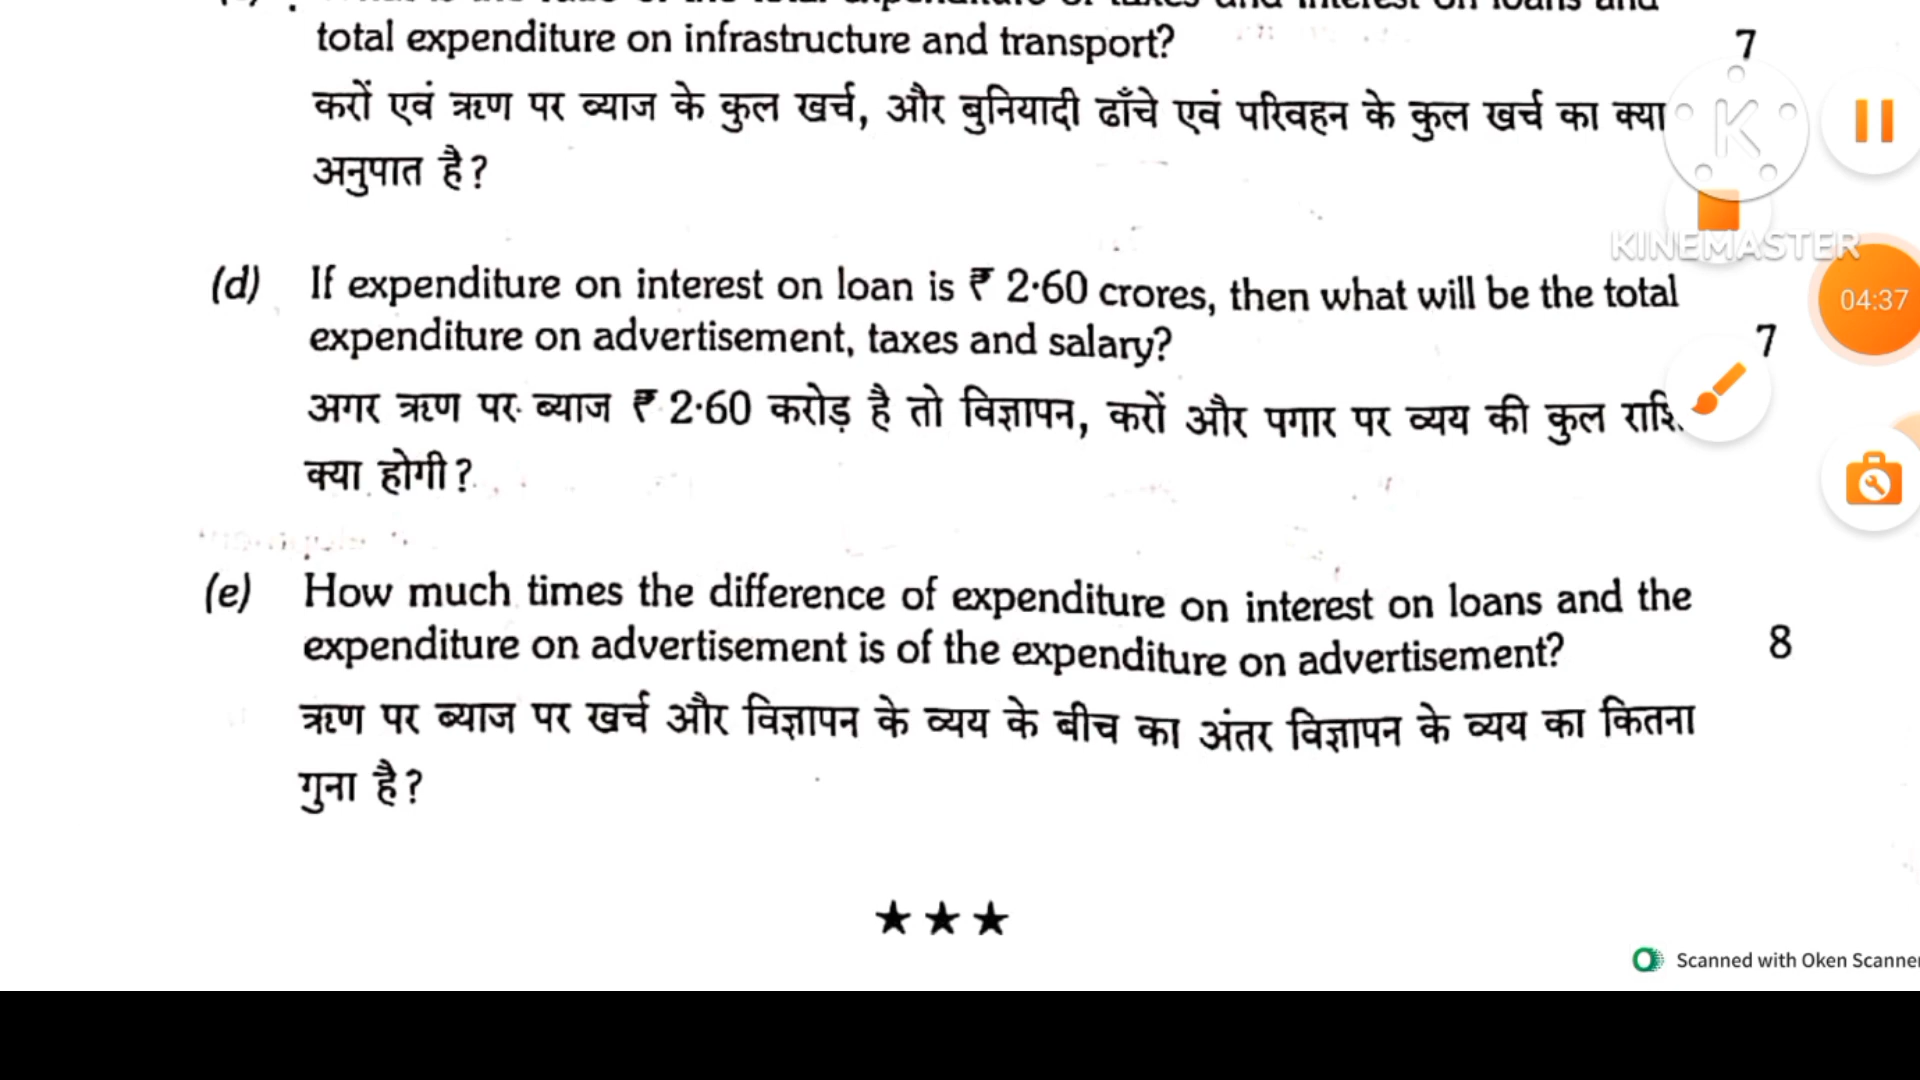 total expenditure on infrastructure and transport?
7
करों एवं ऋण पर ब्याज के कुल खर्च, और बुनियादी ढाँचे एवं परिवहन के कुल खर्च का क्या
अनुपात है?
K
KINEMASTER
04:37
(d) If expenditure on interest on loan is ₹ 2·60 crores, then what will be the total
expenditure on advertisement, taxes and salary?
7
अगर ऋण पर ब्याज ₹ 2·60 करोड़ है तो विज्ञापन, करों और पगार पर व्यय की कुल
क्या होगी?
(e) How much times the difference of expenditure on interest on loans and the
expenditure on advertisement is of the expenditure on advertisement?
8
ऋण पर ब्याज पर खर्च और विज्ञापन के व्यय के बीच का अंतर विज्ञापन के व्यय का कितना
गुना है?
★ ★ ★
Scanned with Oken Scanner